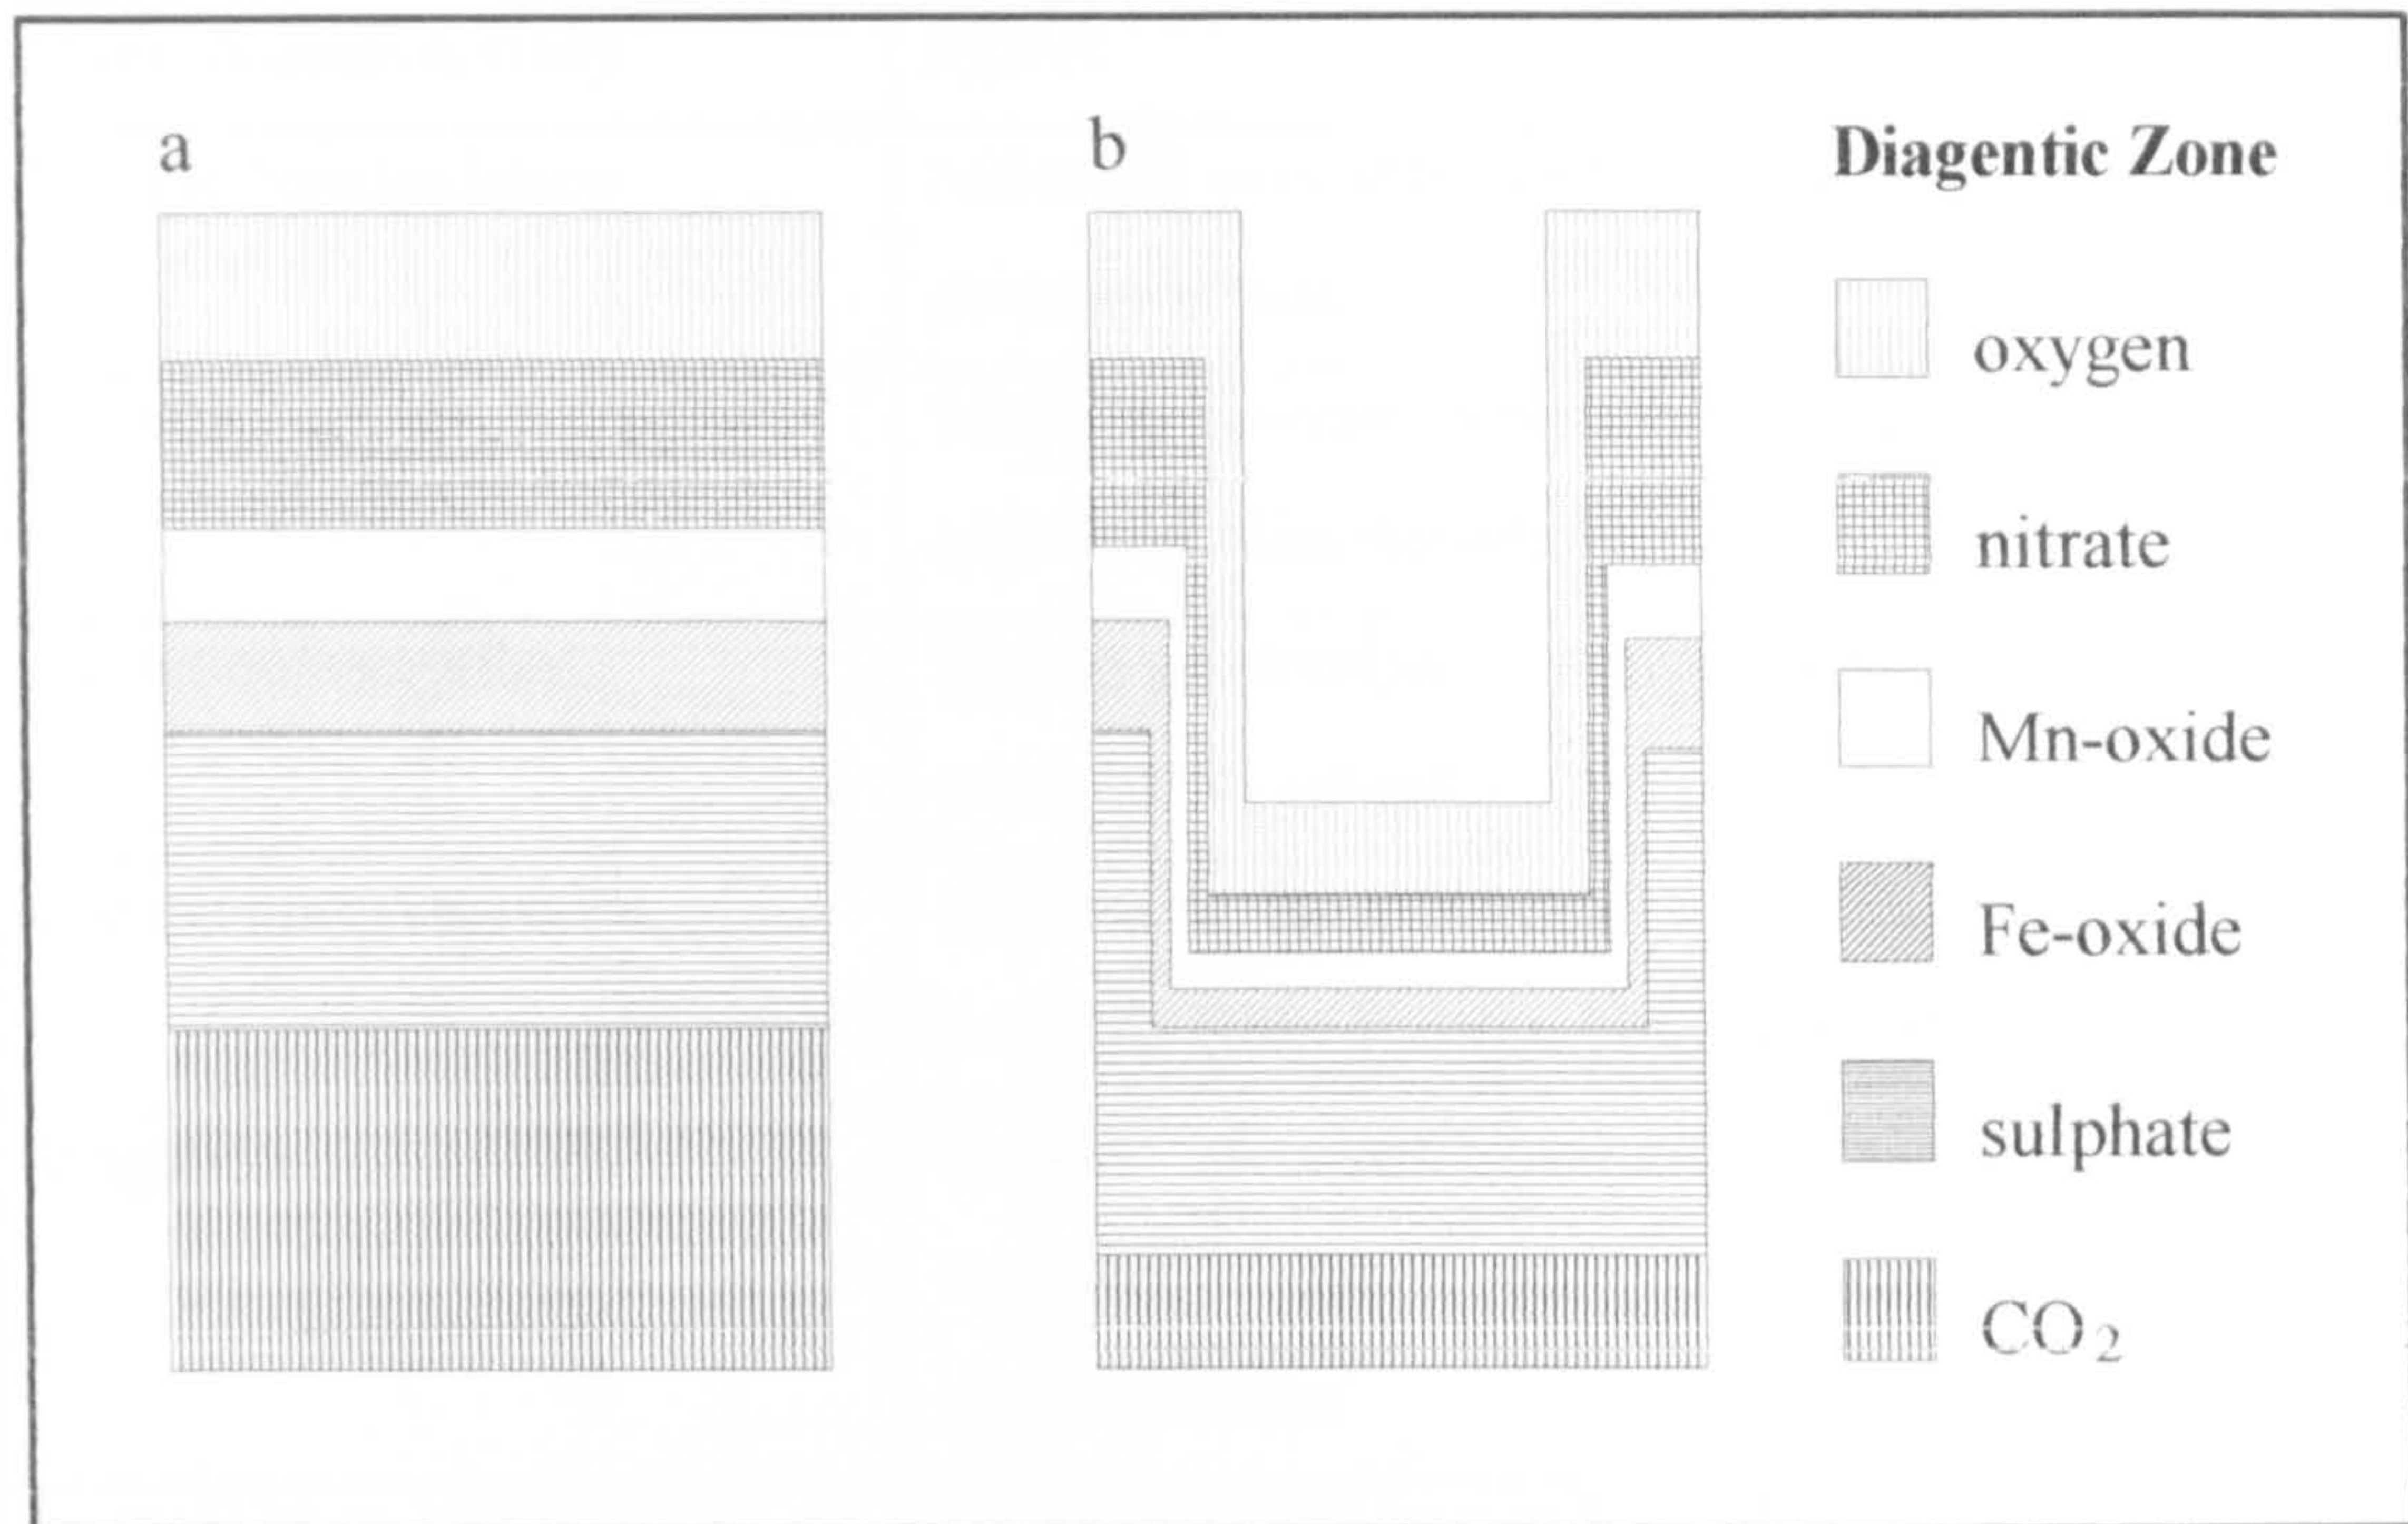 a
b
Diagentic Zone
oxygen
nitrate
Mn-oxide
Fe-oxide
sulphate
CO₂